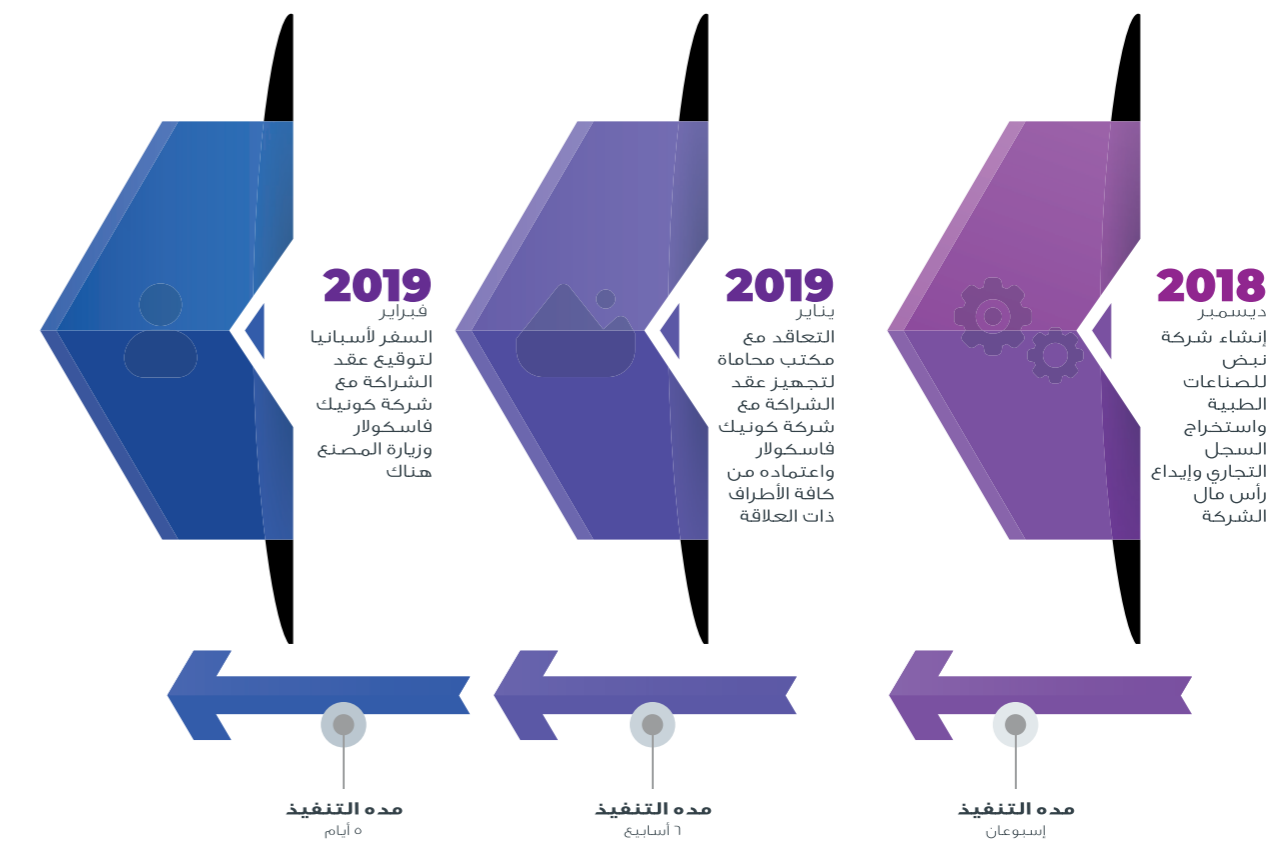 2018
ديسمبر
إنشاء شركة
نبض
للصناعات
الطبية
واستخراج
السجل
التجاري وإيداع
رأس مال
الشركة
2019
يناير
التعاقد مع
مكتب محاماة
لتجهيز عقد
الشراكة مع
شركة كونيك
فاسكولار
واعتماده من
كافة الأطراف
ذات العلاقة
2019
فبراير
السفر لأسبانيا
لتوقيع عقد
الشراكة مع
شركة كونيك
فاسكولار
وزيارة المصنع
هناك
مده التنفيذ
إسبوعان
مده التنفيذ
٦ أسابيع
مده التنفيذ
٥ أيام